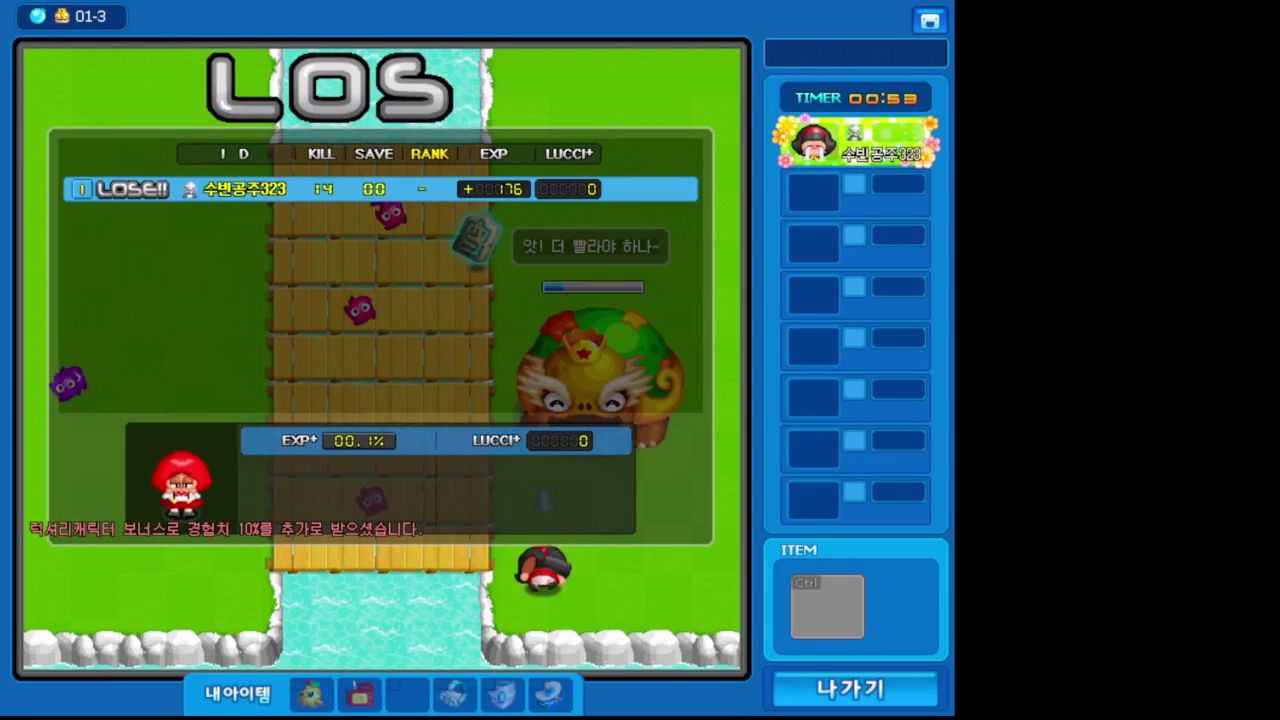 01-3
LOS
TIMER 00:53
수빈공주323
I D KILL SAVE RANK EXP LUCCI+
1 LOSE!! 수빈공주323 14 00 - +00176 0000000
앗! 더 빨라야 하나~
EXP+ 00.1% LUCCI+ 0000000
럭셔리캐릭터 보너스로 경험치 10%를 추가로 받으셨습니다.
ITEM
Ctrl
내아이템
나가기